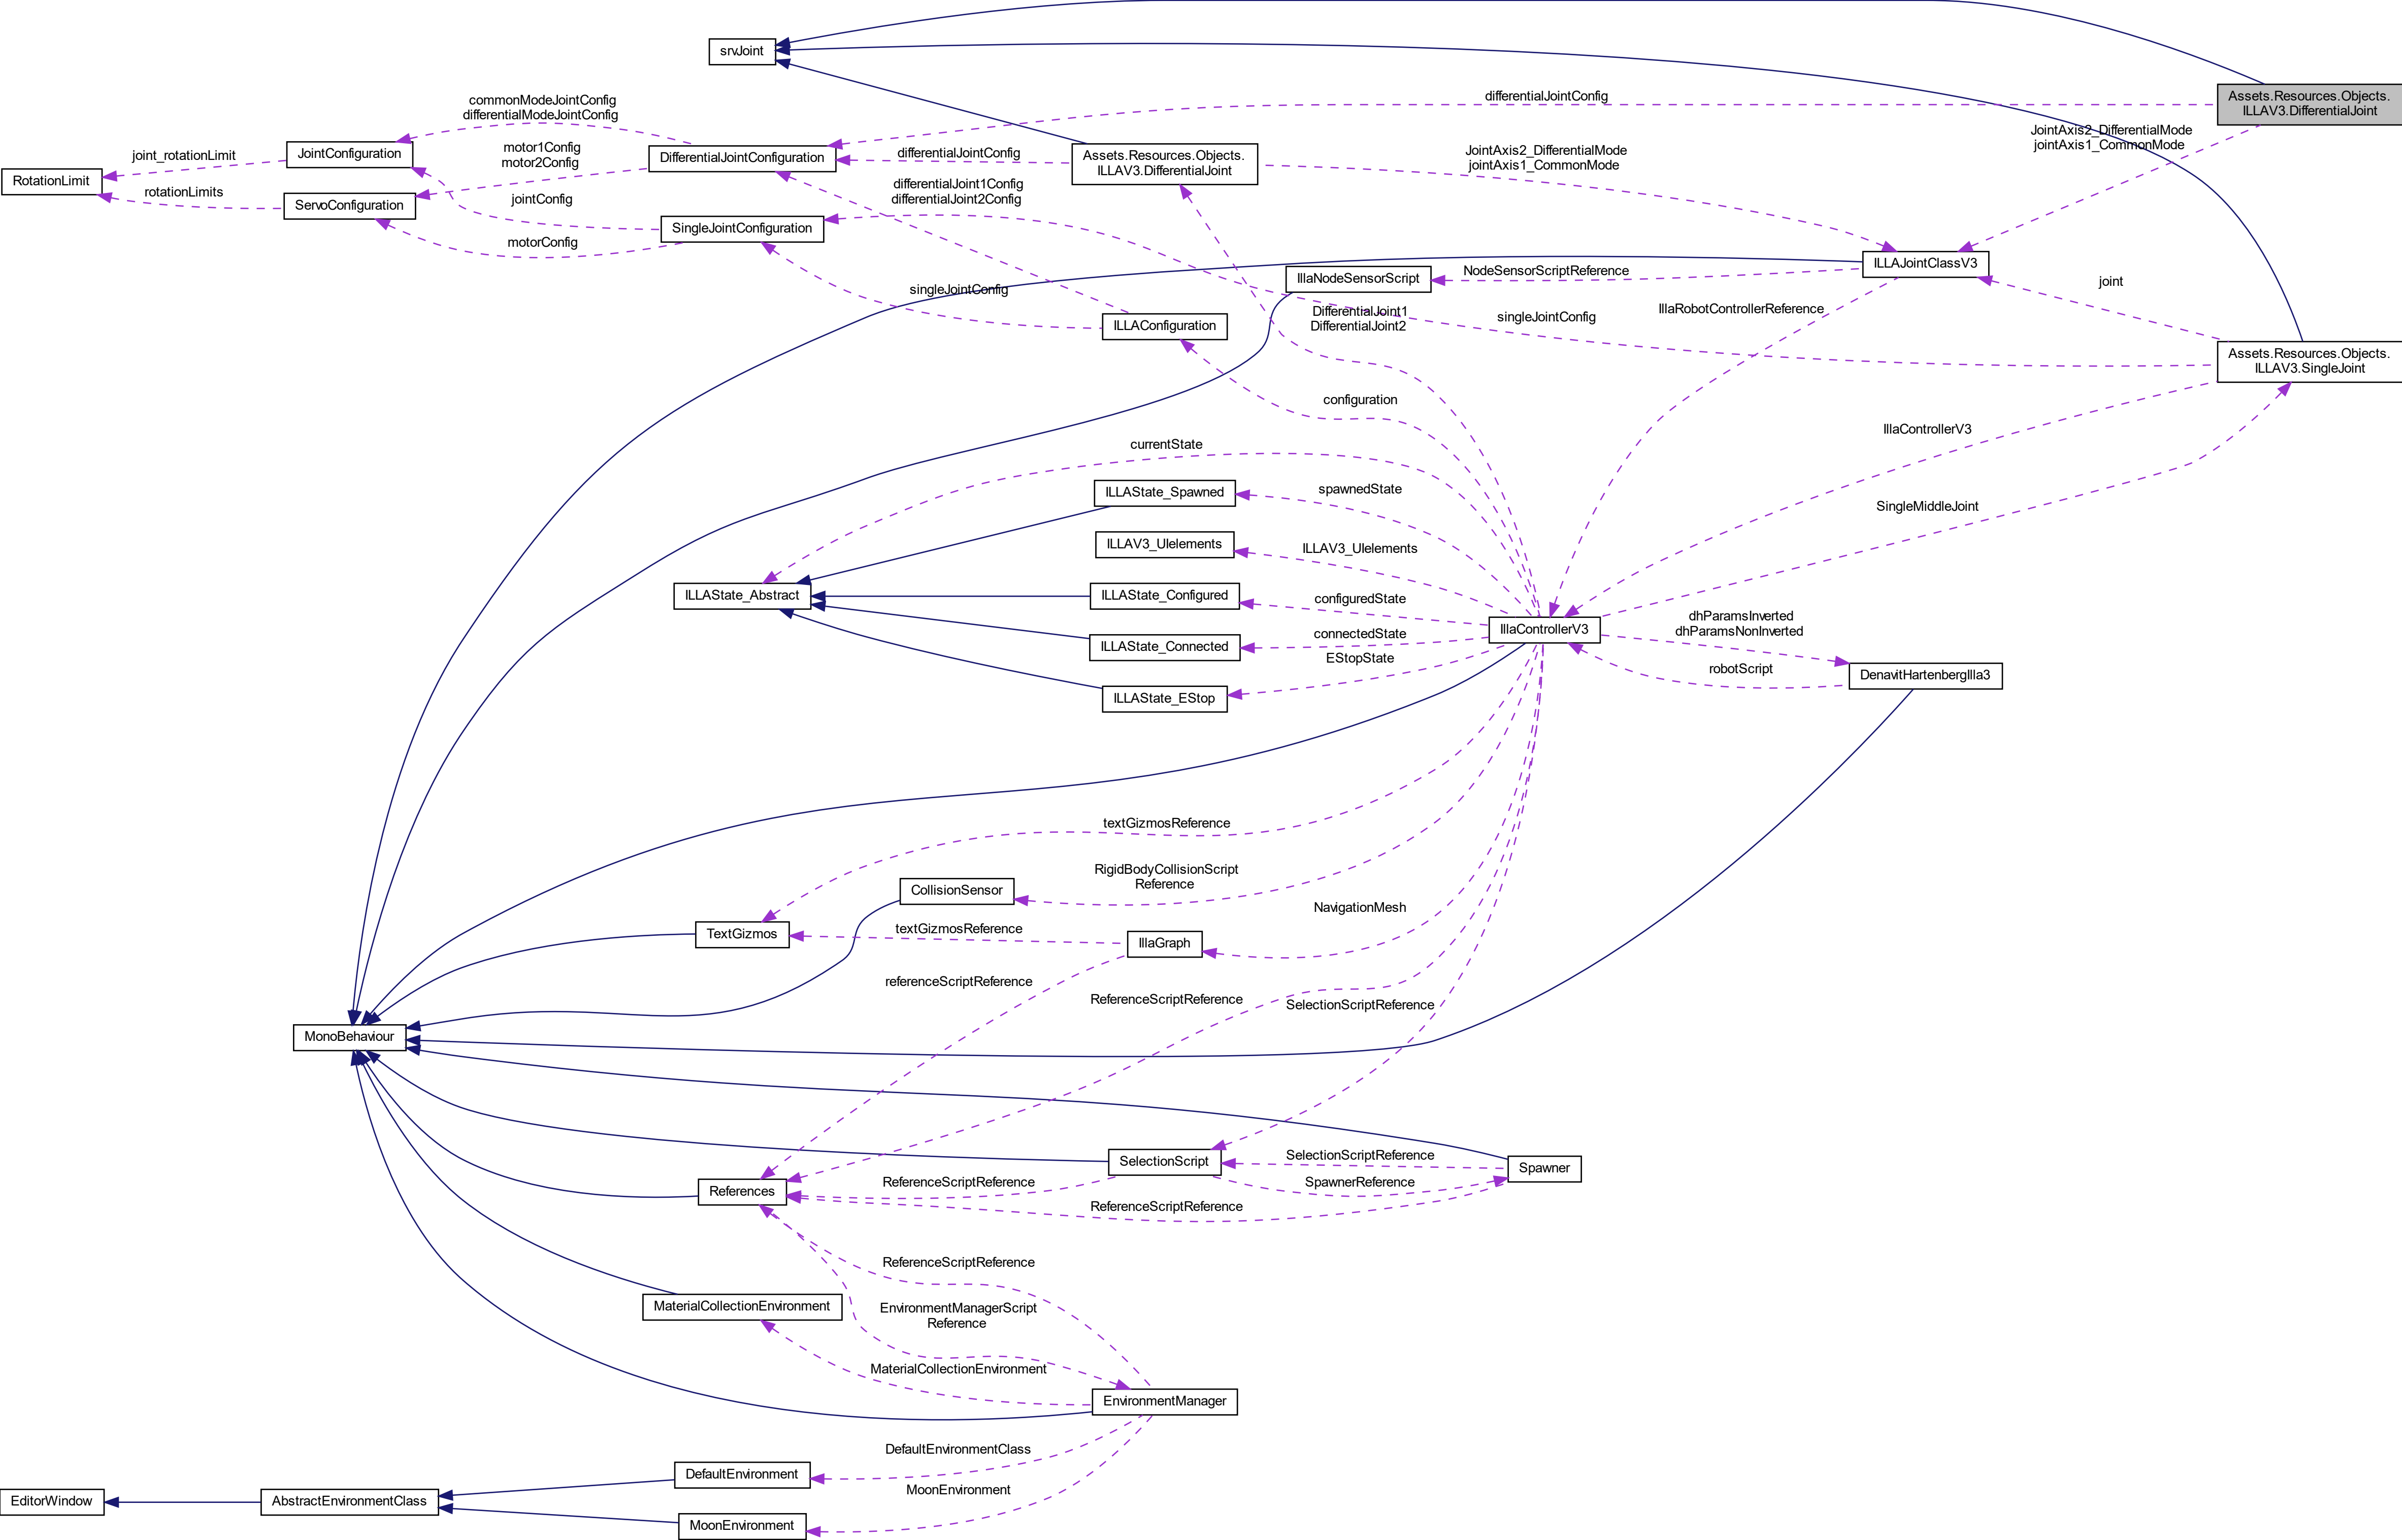 srvJoint
Assets.Resources.Objects.
ILLAV3.DifferentialJoint
differentialJointConfig
commonModeJointConfig
differentialModeJointConfig
JointAxis2_DifferentialMode
jointAxis1_CommonMode
JointConfiguration
joint_rotationLimit
motor1Config
motor2Config
DifferentialJointConfiguration
differentialJointConfig
Assets.Resources.Objects.
ILLAV3.DifferentialJoint
JointAxis2_DifferentialMode
jointAxis1_CommonMode
RotationLimit
rotationLimits
ServoConfiguration
jointConfig
differentialJoint1Config
differentialJoint2Config
SingleJointConfiguration
motorConfig
ILLAJointClassV3
IllaNodeSensorScript
NodeSensorScriptReference
joint
singleJointConfig
ILLAConfiguration
DifferentialJoint1
DifferentialJoint2
singleJointConfig
IllaRobotControllerReference
Assets.Resources.Objects.
ILLAV3.SingleJoint
configuration
IllaControllerV3
currentState
ILLAState_Spawned
spawnedState
SingleMiddleJoint
ILLAV3_UIelements
ILLAV3_UIelements
ILLAState_Abstract
ILLAState_Configured
configuredState
IllaControllerV3
dhParamsInverted
dhParamsNonInverted
ILLAState_Connected
connectedState
EStopState
robotScript
DenavitHartenbergIlla3
ILLAState_EStop
textGizmosReference
RigidBodyCollisionScript
Reference
CollisionSensor
NavigationMesh
TextGizmos
textGizmosReference
IllaGraph
referenceScriptReference
ReferenceScriptReference
SelectionScriptReference
MonoBehaviour
SelectionScript
SelectionScriptReference
Spawner
References
ReferenceScriptReference
SpawnerReference
ReferenceScriptReference
ReferenceScriptReference
MaterialCollectionEnvironment
EnvironmentManagerScript
Reference
MaterialCollectionEnvironment
EnvironmentManager
DefaultEnvironmentClass
DefaultEnvironment
MoonEnvironment
EditorWindow
AbstractEnvironmentClass
MoonEnvironment